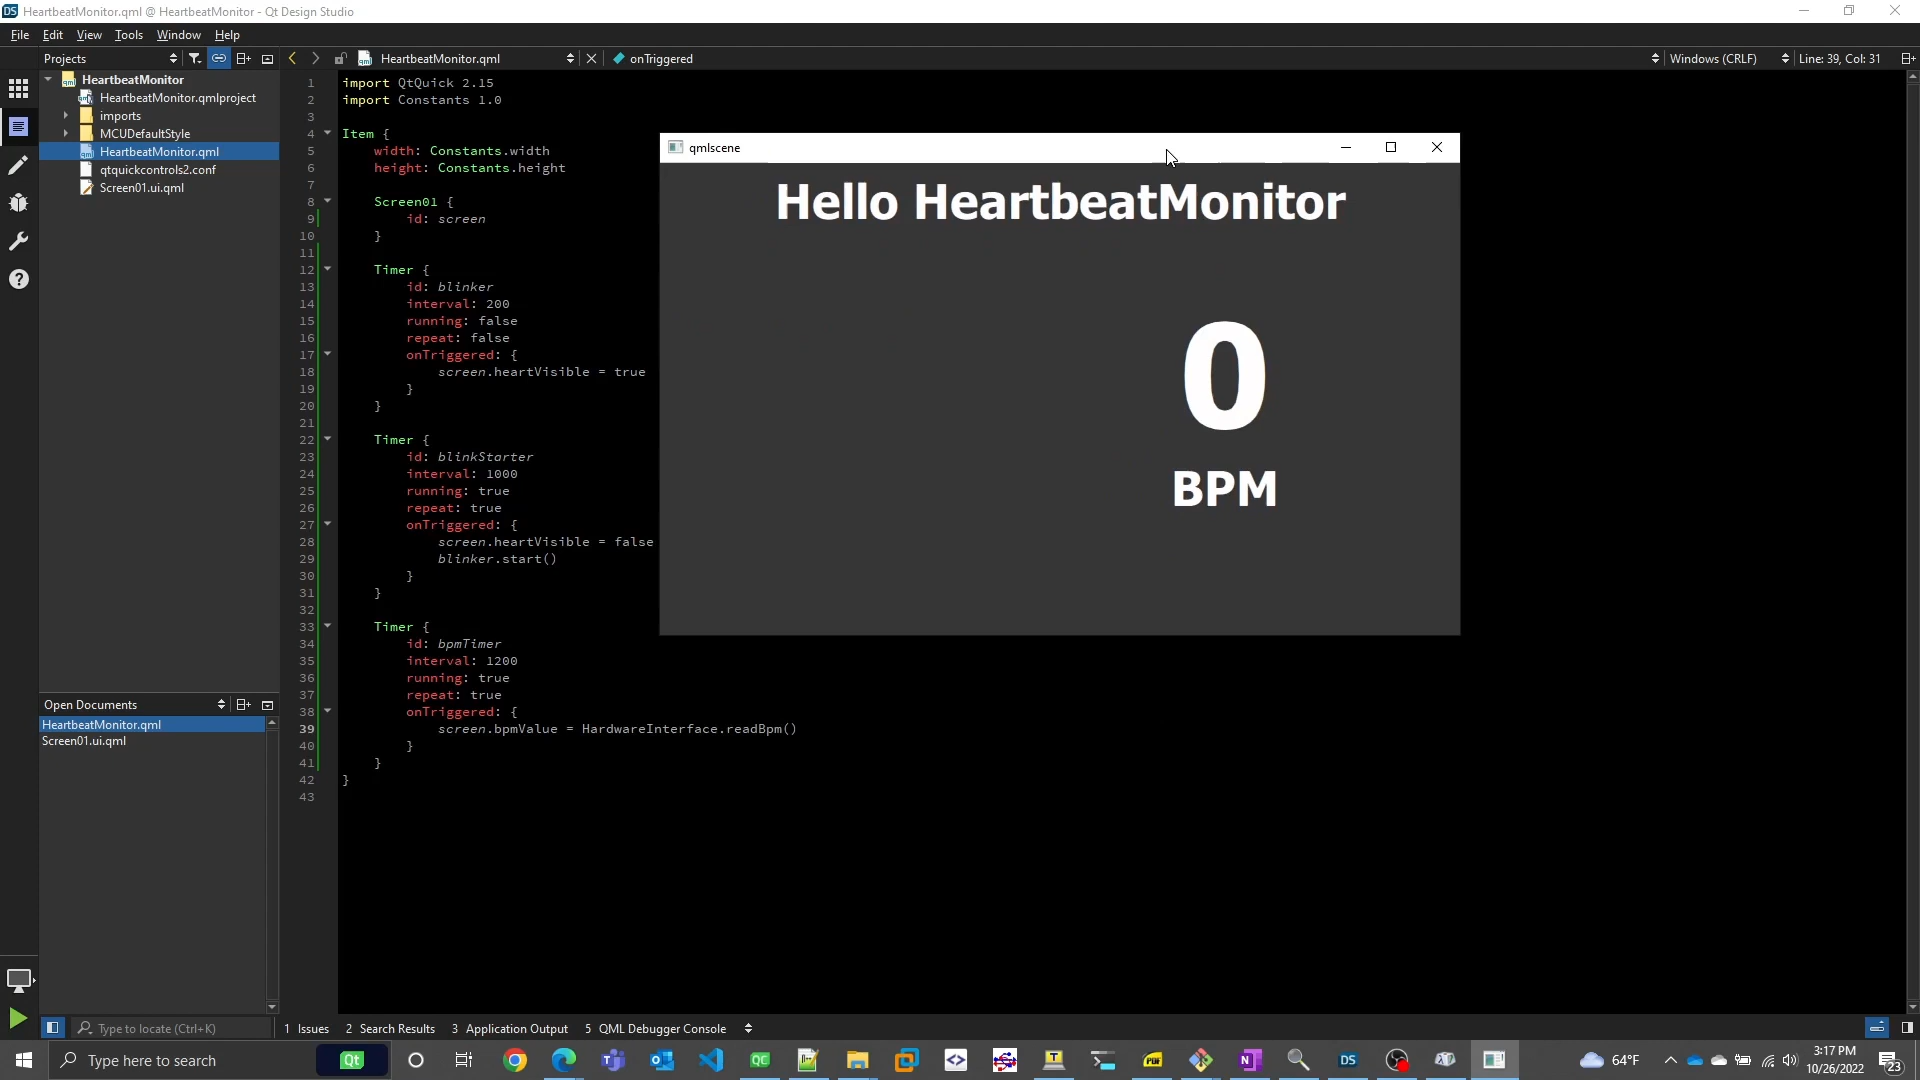 HeartbeatMonitor.qml @ HeartbeatMonitor - Qt Design Studio
File Edit View Tools Window Help
Projects
HeartbeatMonitor.qml
onTriggered
Windows (CRLF)
Line: 39, Col: 31
HeartbeatMonitor
HeartbeatMonitor.qmlproject
imports
MCUDefaultStyle
HeartbeatMonitor.qml
qtquickcontrols2.conf
Screen01.ui.qml
1 import QtQuick 2.15
2 import Constants 1.0
3
4 Item {
5 width: Constants.width
6 height: Constants.height
7
8 Screen01 {
9 id: screen
10 }
11
12 Timer {
13 id: blinker
14 interval: 200
15 running: false
16 repeat: false
17 onTriggered: {
18 screen.heartVisible = true
19 }
20 }
21
22 Timer {
23 id: blinkStarter
24 interval: 1000
25 running: true
26 repeat: true
27 onTriggered: {
28 screen.heartVisible = false
29 blinker.start()
30 }
31 }
32
33 Timer {
34 id: bpmTimer
35 interval: 1200
36 running: true
37 repeat: true
38 onTriggered: {
39 screen.bpmValue = HardwareInterface.readBpm()
40 }
41 }
42 }
43
qmlscene
Hello HeartbeatMonitor
0
BPM
Open Documents
HeartbeatMonitor.qml
Screen01.ui.qml
Type to locate (Ctrl+K)
1 Issues 2 Search Results 3 Application Output 5 QML Debugger Console
Type here to search
Qt
QC
DS
64°F
3:17 PM
10/26/2022
23